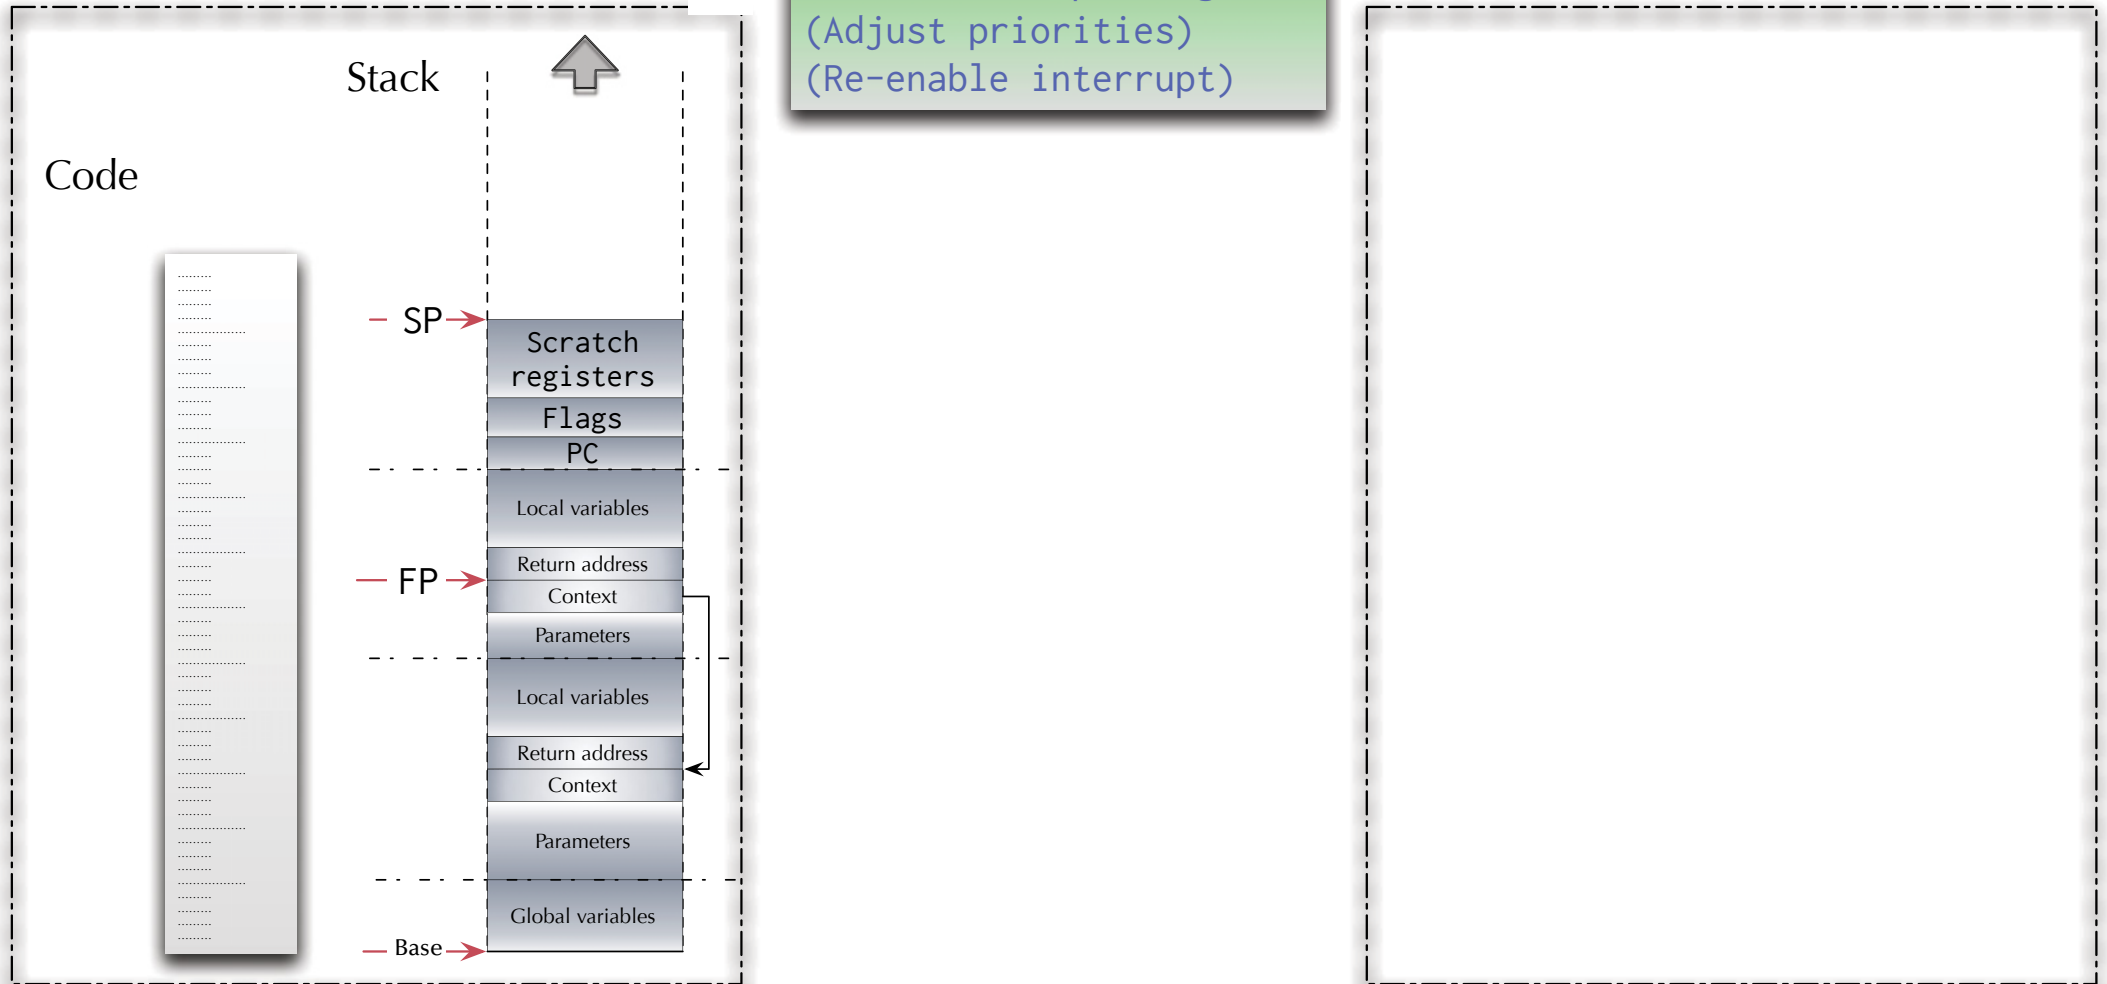 (Adjust priorities)
(Re-enable interrupt)
Stack
Code
SP
Scratch
registers
Flags
PC
Local variables
Return address
FP
Context
Parameters
Local variables
Return address
Context
Parameters
Global variables
Base